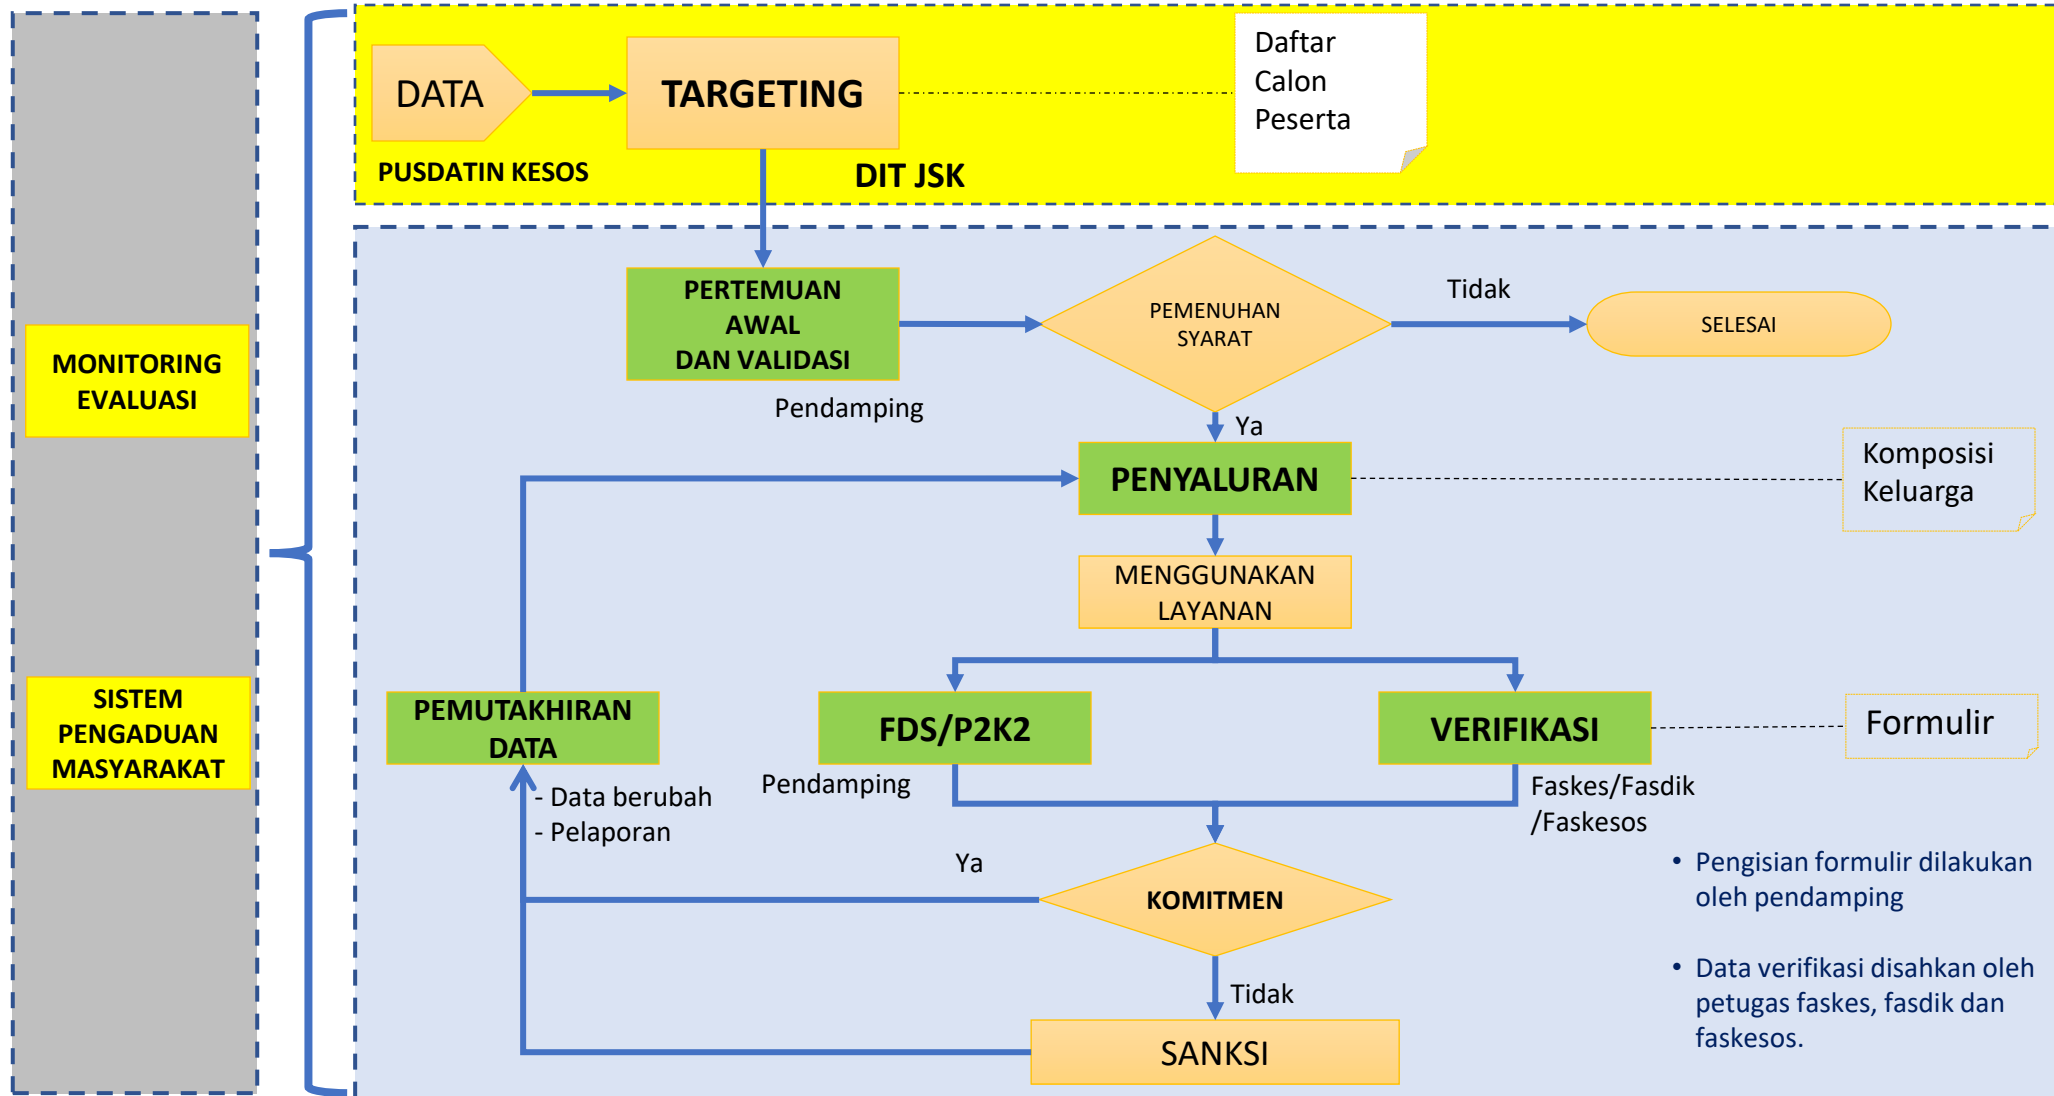 DATA
TARGETING
Daftar
Calon
Peserta
PUSDATIN KESOS
DIT JSK
MONITORING
EVALUASI
SISTEM
PENGADUAN
MASYARAKAT
PERTEMUAN
AWAL
DAN VALIDASI
Pendamping
PEMENUHAN
SYARAT
Tidak
SELESAI
Ya
PENYALURAN
Komposisi
Keluarga
MENGGUNAKAN
LAYANAN
PEMUTAKHIRAN
DATA
FDS/P2K2
VERIFIKASI
Formulir
- Data berubah
- Pelaporan
Pendamping
Faskes/Fasdik
/Faskesos
Ya
KOMITMEN
Tidak
SANKSI
• Pengisian formulir dilakukan
oleh pendamping
• Data verifikasi disahkan oleh
petugas faskes, fasdik dan
faskesos.